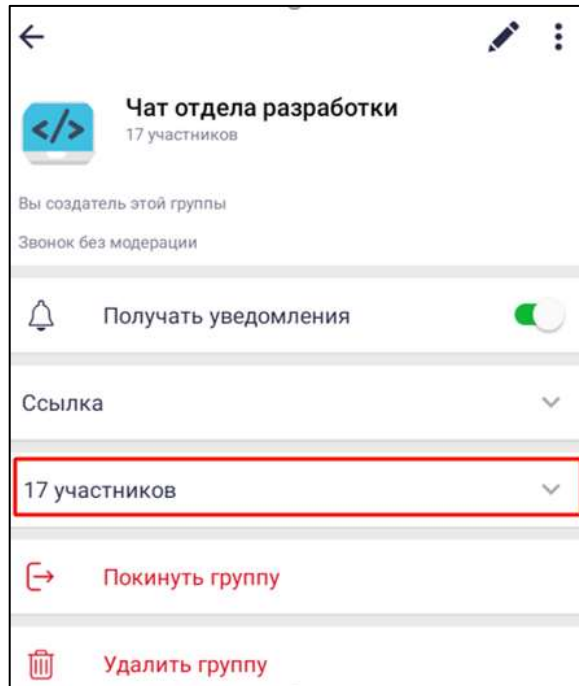 Чат отдела разработки
17 участников
Вы создатель этой группы
Звонок без модерации
Получать уведомления
Ссылка
17 участников
Покинуть группу
Удалить группу